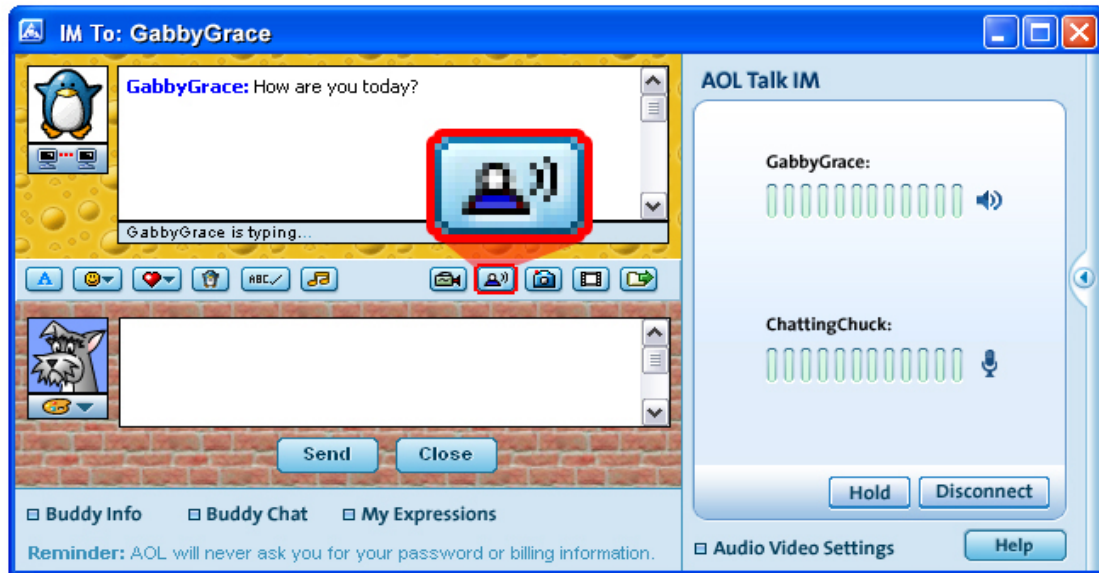 IM To: GabbyGrace
GabbyGrace: How are you today?
GabbyGrace is typing...
A
ABC
Send
Close
Buddy Info
Buddy Chat
My Expressions
Reminder: AOL will never ask you for your password or billing information.
AOL Talk IM
GabbyGrace:
ChattingChuck:
Hold
Disconnect
Audio Video Settings
Help